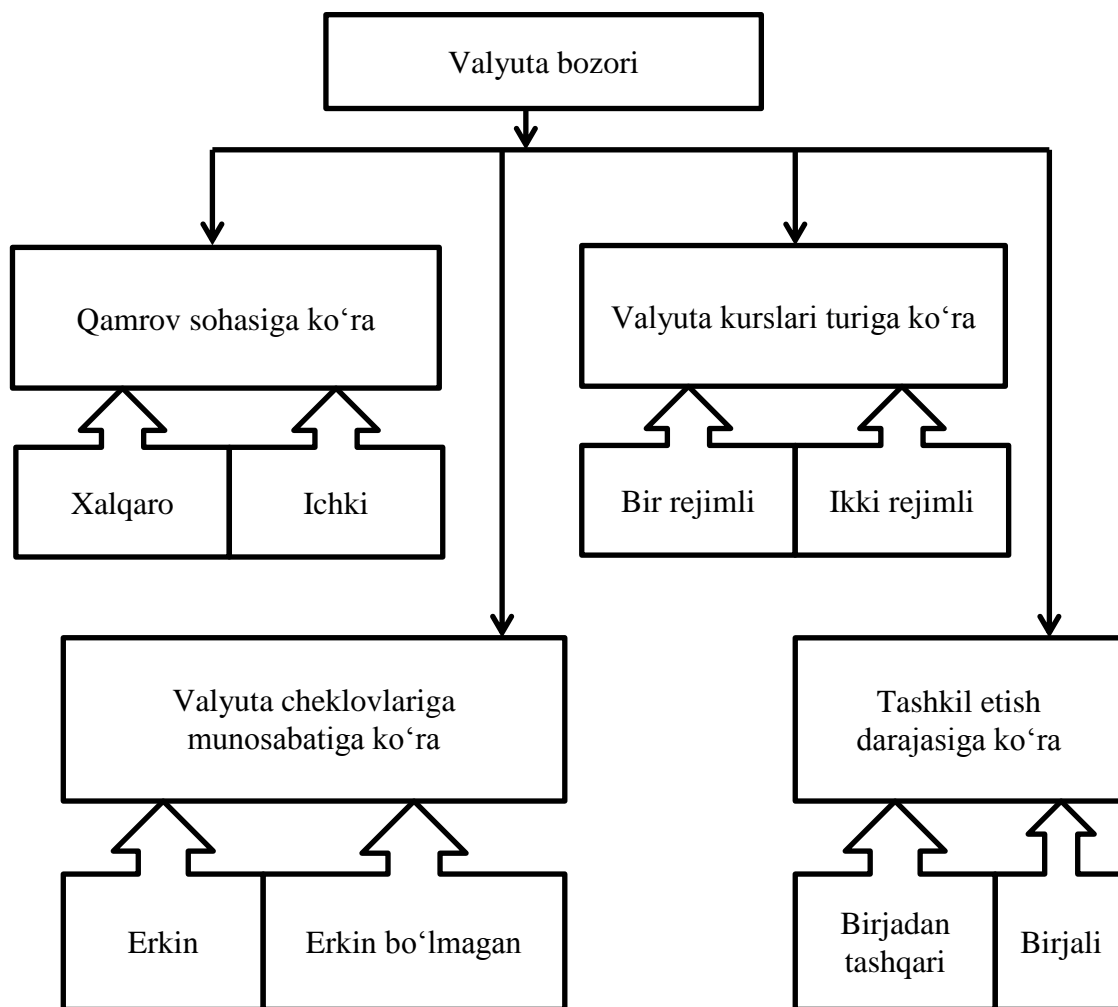 Valyuta bozori
Qamrov sohasiga ko‘ra
Valyuta kurslari turiga ko‘ra
Xalqaro
Ichki
Bir rejimli
Ikki rejimli
Valyuta cheklovlariga
munosabatiga ko‘ra
Tashkil etish
darajasiga ko‘ra
Erkin
Erkin bo‘lmagan
Birjadan
tashqari
Birjali